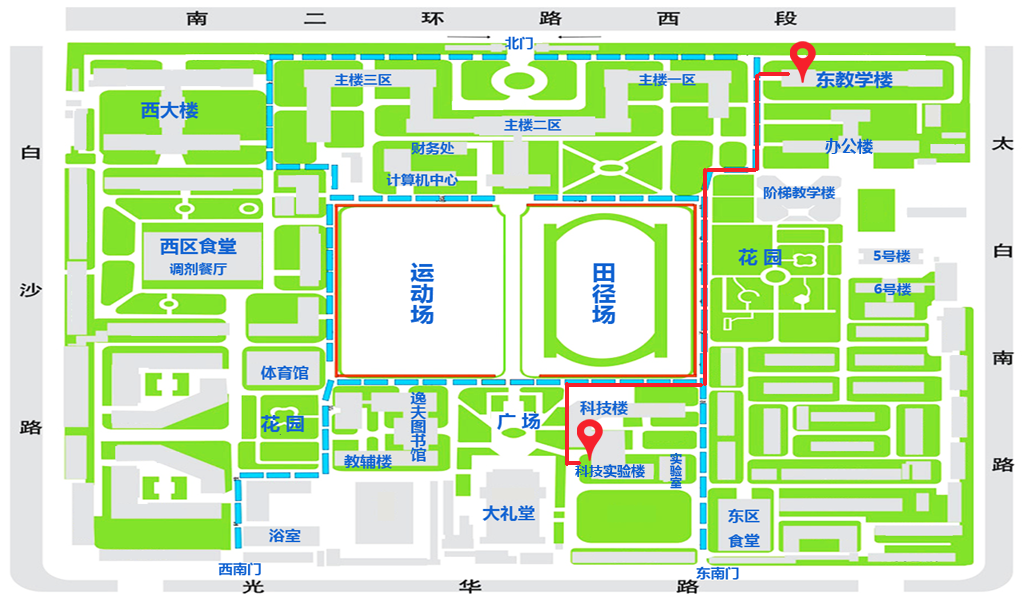 南二环路西段
北门
主楼三区
主楼一区
东教学楼
西大楼
主楼二区
办公楼
财务处
计算机中心
阶梯教学楼
白沙路
太白南路
西区食堂
调剂餐厅
运动场
田径场
花园
5号楼
6号楼
体育馆
花园
逸夫图书馆
教辅楼
广场
科技楼
科技实验楼
实验室
大礼堂
东区
食堂
浴室
西南门
东南门
光华路